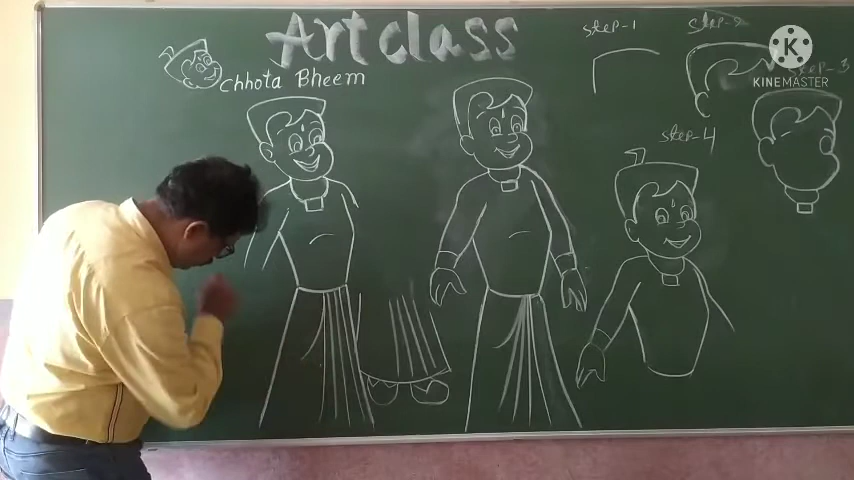 Art class
Chhota Bheem
step-1
step-2
step-3
step-4
K
KINEMASTER